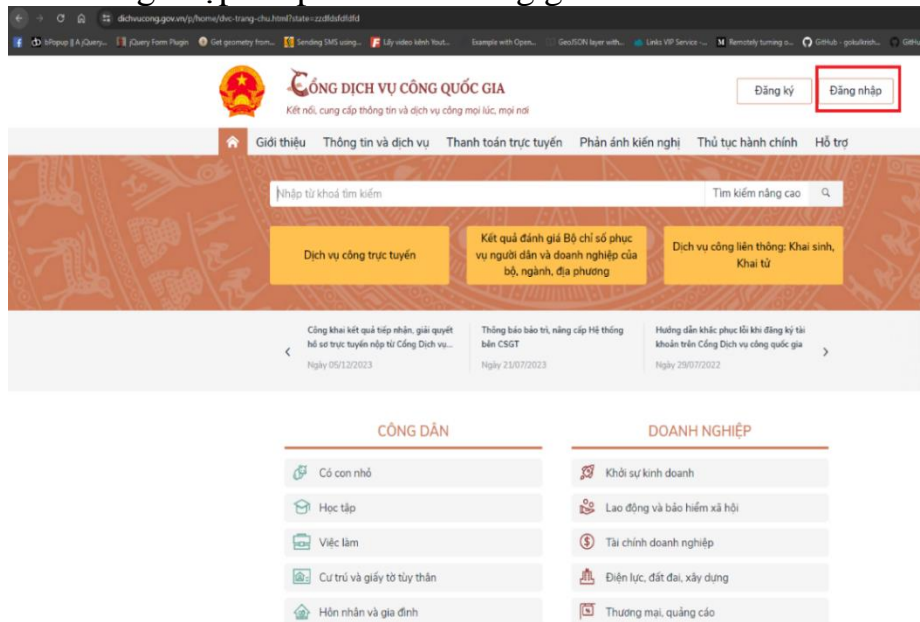 dichvucong.gov.vn/p/home/dvc-trang-chu.html?state=zzdfdsfdfdfd
bPopup || A jQuery... jQuery Form Plugin Get geometry from... Sending SMS using... Lily video kênh Yout... Example with Open... GeoJSON layer with... Links VIP Service -... Remotely turning o... GitHub - gokulkrish...
CỔNG DỊCH VỤ CÔNG QUỐC GIA
Kết nối, cung cấp thông tin và dịch vụ công mọi lúc, mọi nơi
Đăng ký Đăng nhập
Giới thiệu Thông tin và dịch vụ Thanh toán trực tuyến Phản ánh kiến nghị Thủ tục hành chính Hỗ trợ
Nhập từ khoá tìm kiếm Tìm kiếm nâng cao
Dịch vụ công trực tuyến
Kết quả đánh giá Bộ chỉ số phục
vụ người dân và doanh nghiệp của
bộ, ngành, địa phương
Dịch vụ công liên thông: Khai sinh,
Khai tử
Công khai kết quả tiếp nhận, giải quyết
hồ sơ trực tuyến nộp từ Cổng Dịch vụ...
Ngày 05/12/2023
Thông báo bảo trì, nâng cấp Hệ thống
bên CSGT
Ngày 21/07/2023
Hướng dẫn khắc phục lỗi khi đăng ký tài
khoản trên Cổng Dịch vụ công quốc gia
Ngày 29/07/2022
CÔNG DÂN
Có con nhỏ
Học tập
Việc làm
Cư trú và giấy tờ tùy thân
Hôn nhân và gia đình
DOANH NGHIỆP
Khởi sự kinh doanh
Lao động và bảo hiểm xã hội
Tài chính doanh nghiệp
Điện lực, đất đai, xây dựng
Thương mại, quảng cáo